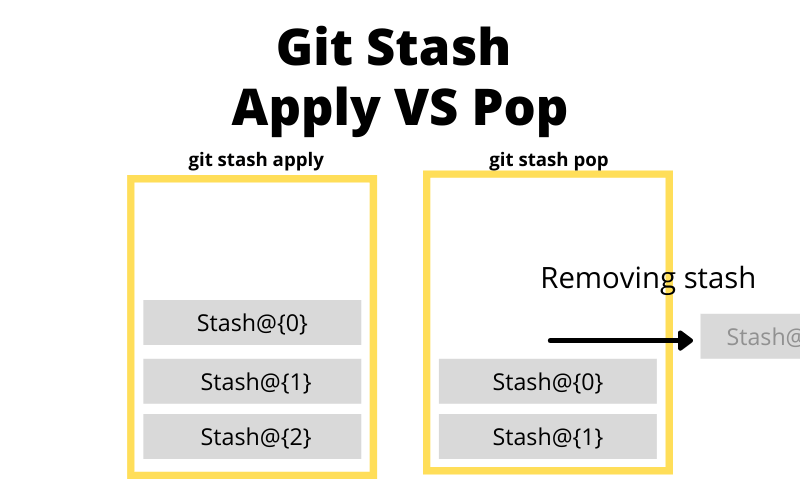 Git Stash
Apply VS Pop
git stash apply
git stash pop
Stash@{0}
Stash@{1}
Stash@{2}
Removing stash
Stash@
Stash@{0}
Stash@{1}